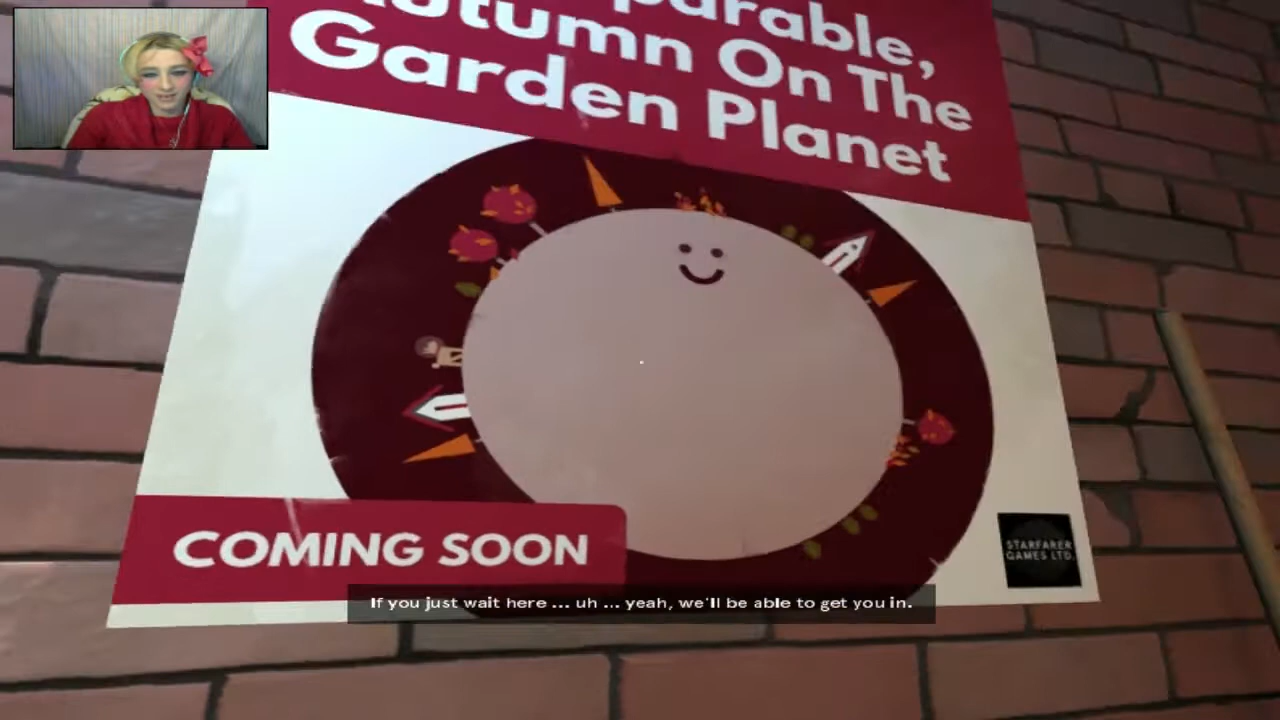 parable,
Autumn On The
Garden Planet
COMING SOON
STARFARER
GAMES LTD.
If you just wait here ... uh ... yeah, we'll be able to get you in.